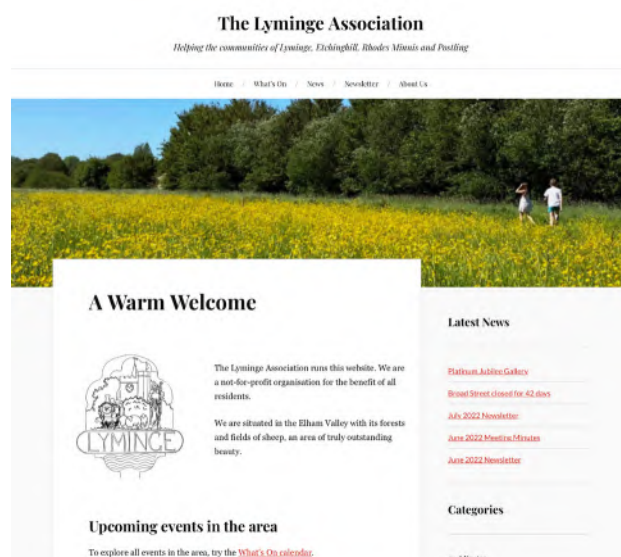 The Lyminge Association
Helping the communities of Lyminge, Etchinghill, Rhodes Minnis and Postling
Home / What's On / News / Newsletter / About Us
A Warm Welcome
LYMINGE
The Lyminge Association runs this website. We are
a not-for-profit organisation for the benefit of all
residents.
We are situated in the Elham Valley with its forests
and fields of sheep, an area of truly outstanding
beauty.
Upcoming events in the area
To explore all events in the area, try the What's On calendar.
Latest News
Platinum Jubilee Gallery
Broad Street closed for 42 days
July 2022 Newsletter
June 2022 Meeting Minutes
June 2022 Newsletter
Categories